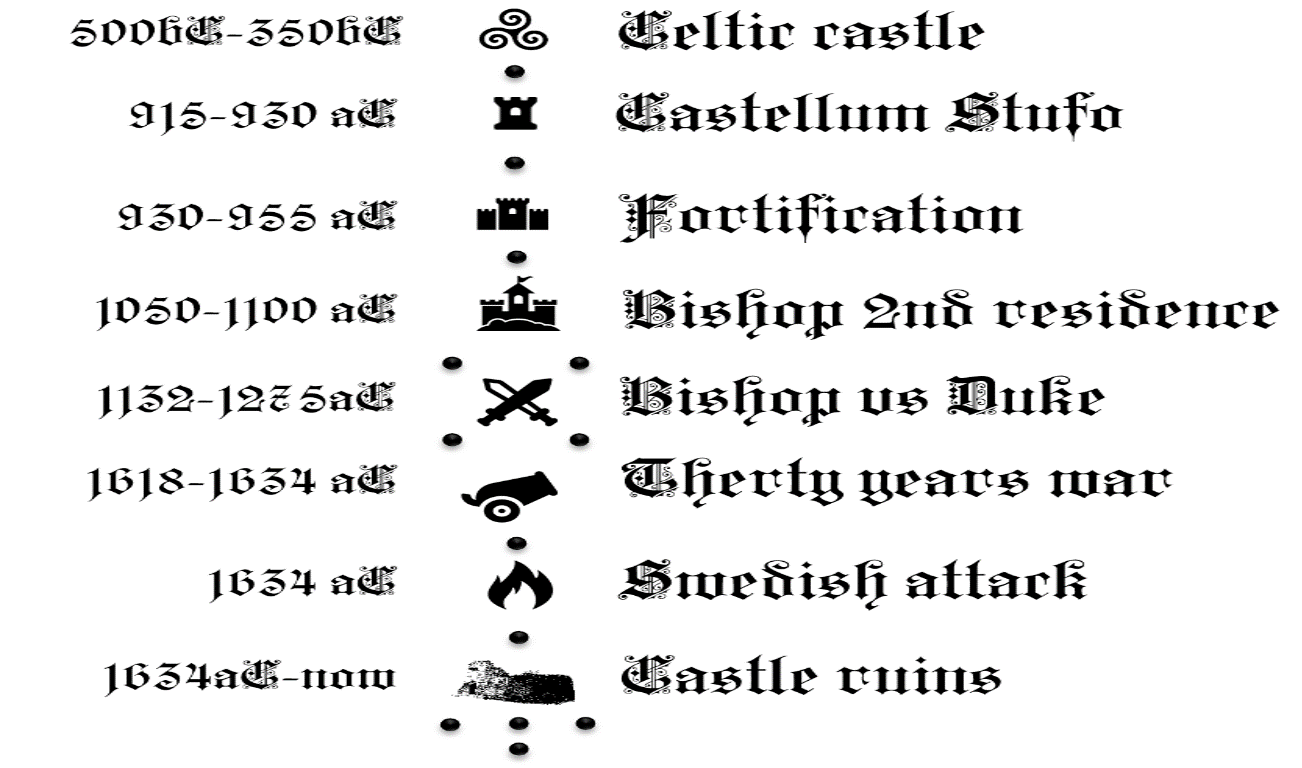 500bC-350bC Celtic castle
915-930 aC Castellum Stufo
930-955 aC Fortification
1050-1100 aC Bishop 2nd residence
1132-1275aC Bishop vs Duke
1618-1634 aC Therty years war
1634 aC Swedish attack
1634aC-now Castle ruins